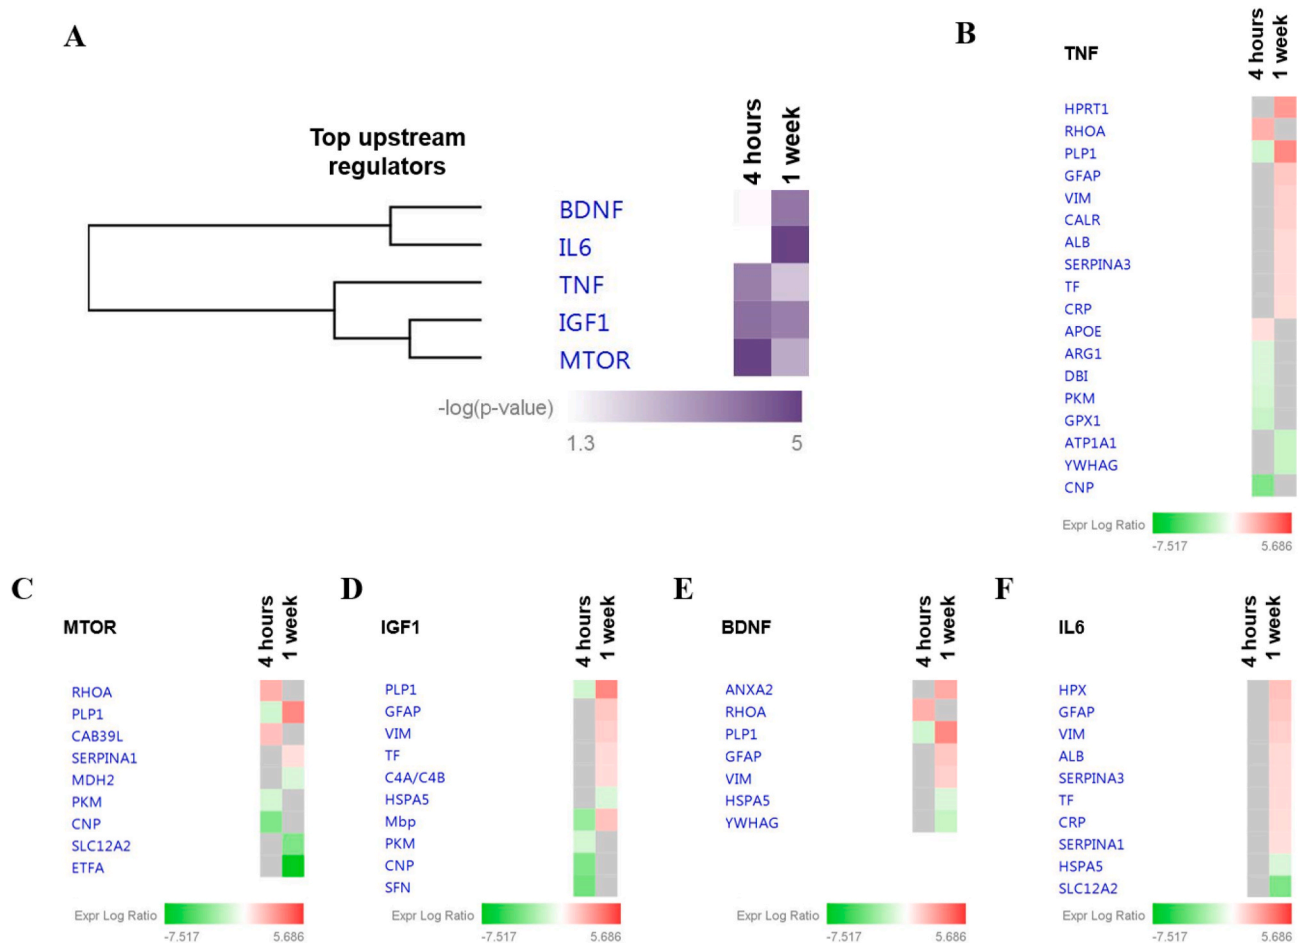 A
Top upstream
regulators
4 hours
1 week
BDNF
IL6
TNF
IGF1
MTOR
-log(p-value)
1.3 5
B
TNF
4 hours
1 week
HPRT1
RHOA
PLP1
GFAP
VIM
CALR
ALB
SERPINA3
TF
CRP
APOE
ARG1
DBI
PKM
GPX1
ATP1A1
YWHAG
CNP
Expr Log Ratio
-7.517 5.686
C
MTOR
4 hours
1 week
RHOA
PLP1
CAB39L
SERPINA1
MDH2
PKM
CNP
SLC12A2
ETFA
Expr Log Ratio
-7.517 5.686
D
IGF1
4 hours
1 week
PLP1
GFAP
VIM
TF
C4A/C4B
HSPA5
Mbp
PKM
CNP
SFN
Expr Log Ratio
-7.517 5.686
E
BDNF
4 hours
1 week
ANXA2
RHOA
PLP1
GFAP
VIM
HSPA5
YWHAG
Expr Log Ratio
-7.517 5.686
F
IL6
4 hours
1 week
HPX
GFAP
VIM
ALB
SERPINA3
TF
CRP
SERPINA1
HSPA5
SLC12A2
Expr Log Ratio
-7.517 5.686